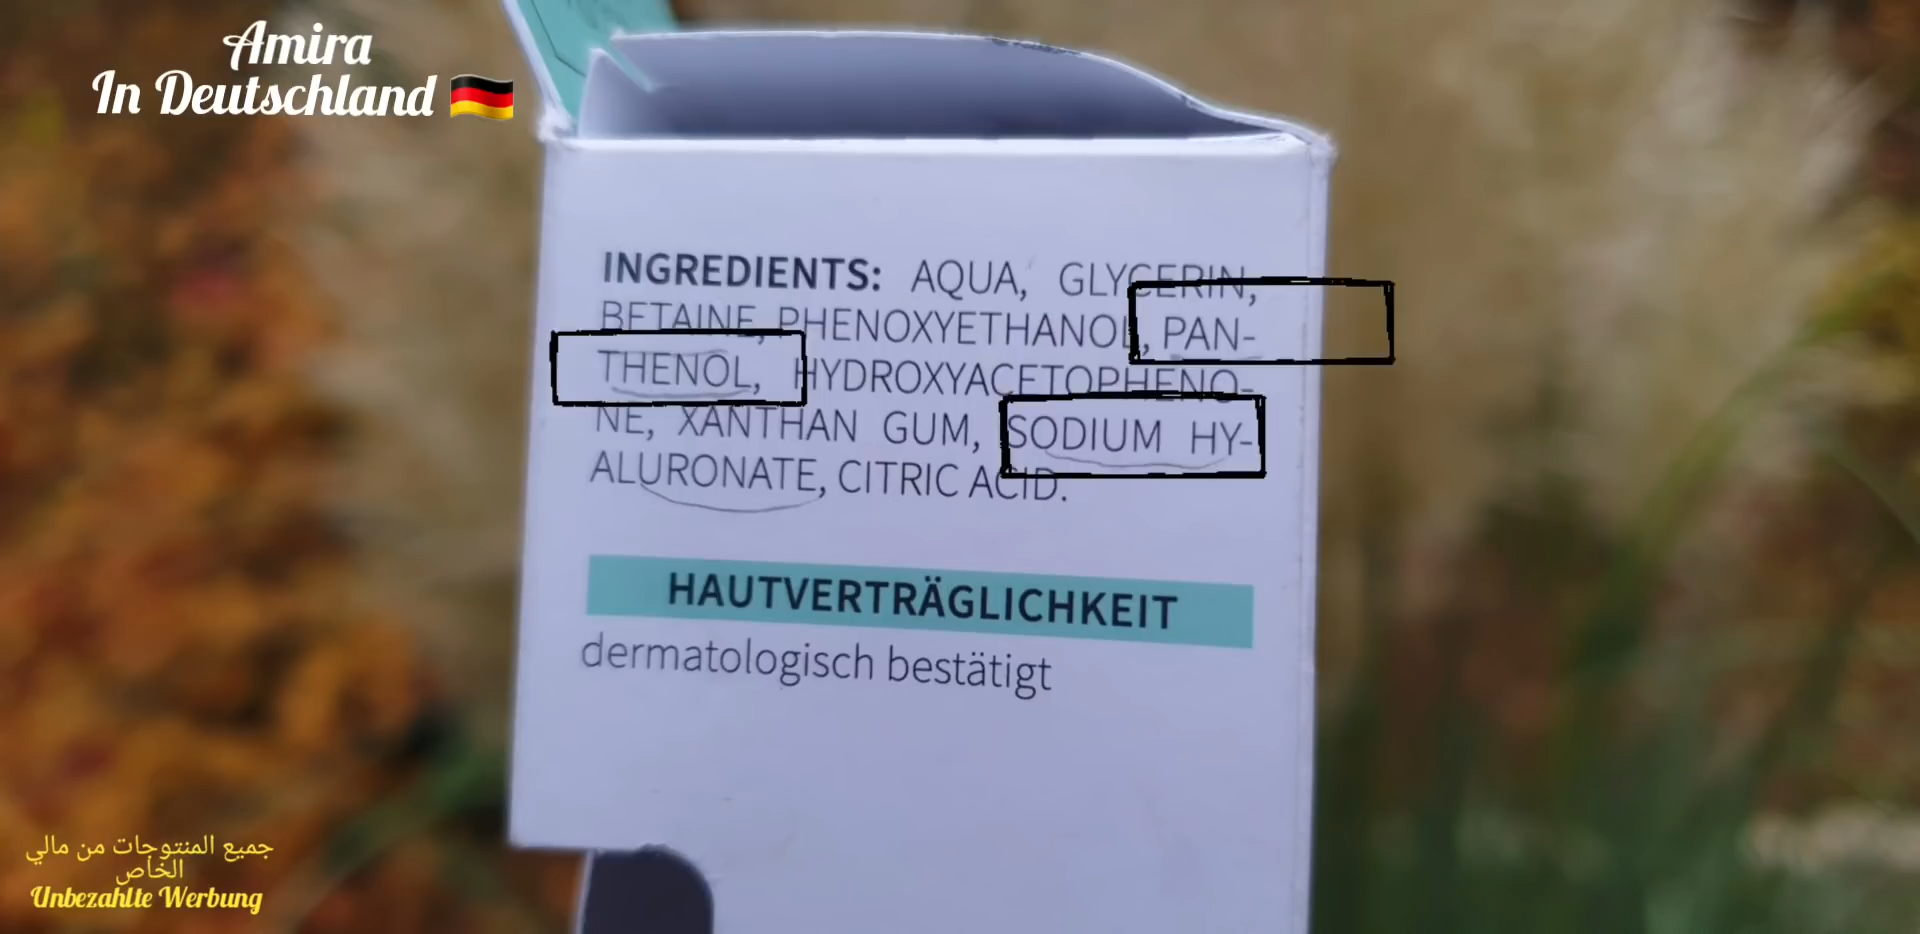 Amira
In Deutschland 🇩🇪
INGREDIENTS: AQUA, GLYCERIN,
BETAINE, PHENOXYETHANOL, PAN-
THENOL, HYDROXYACETOPHENO-
NE, XANTHAN GUM, SODIUM HY-
ALURONATE, CITRIC ACID.
HAUTVERTRÄGLICHKEIT
dermatologisch bestätigt
جميع المنتوجات من مالي
الخاص
Unbezahlte Werbung